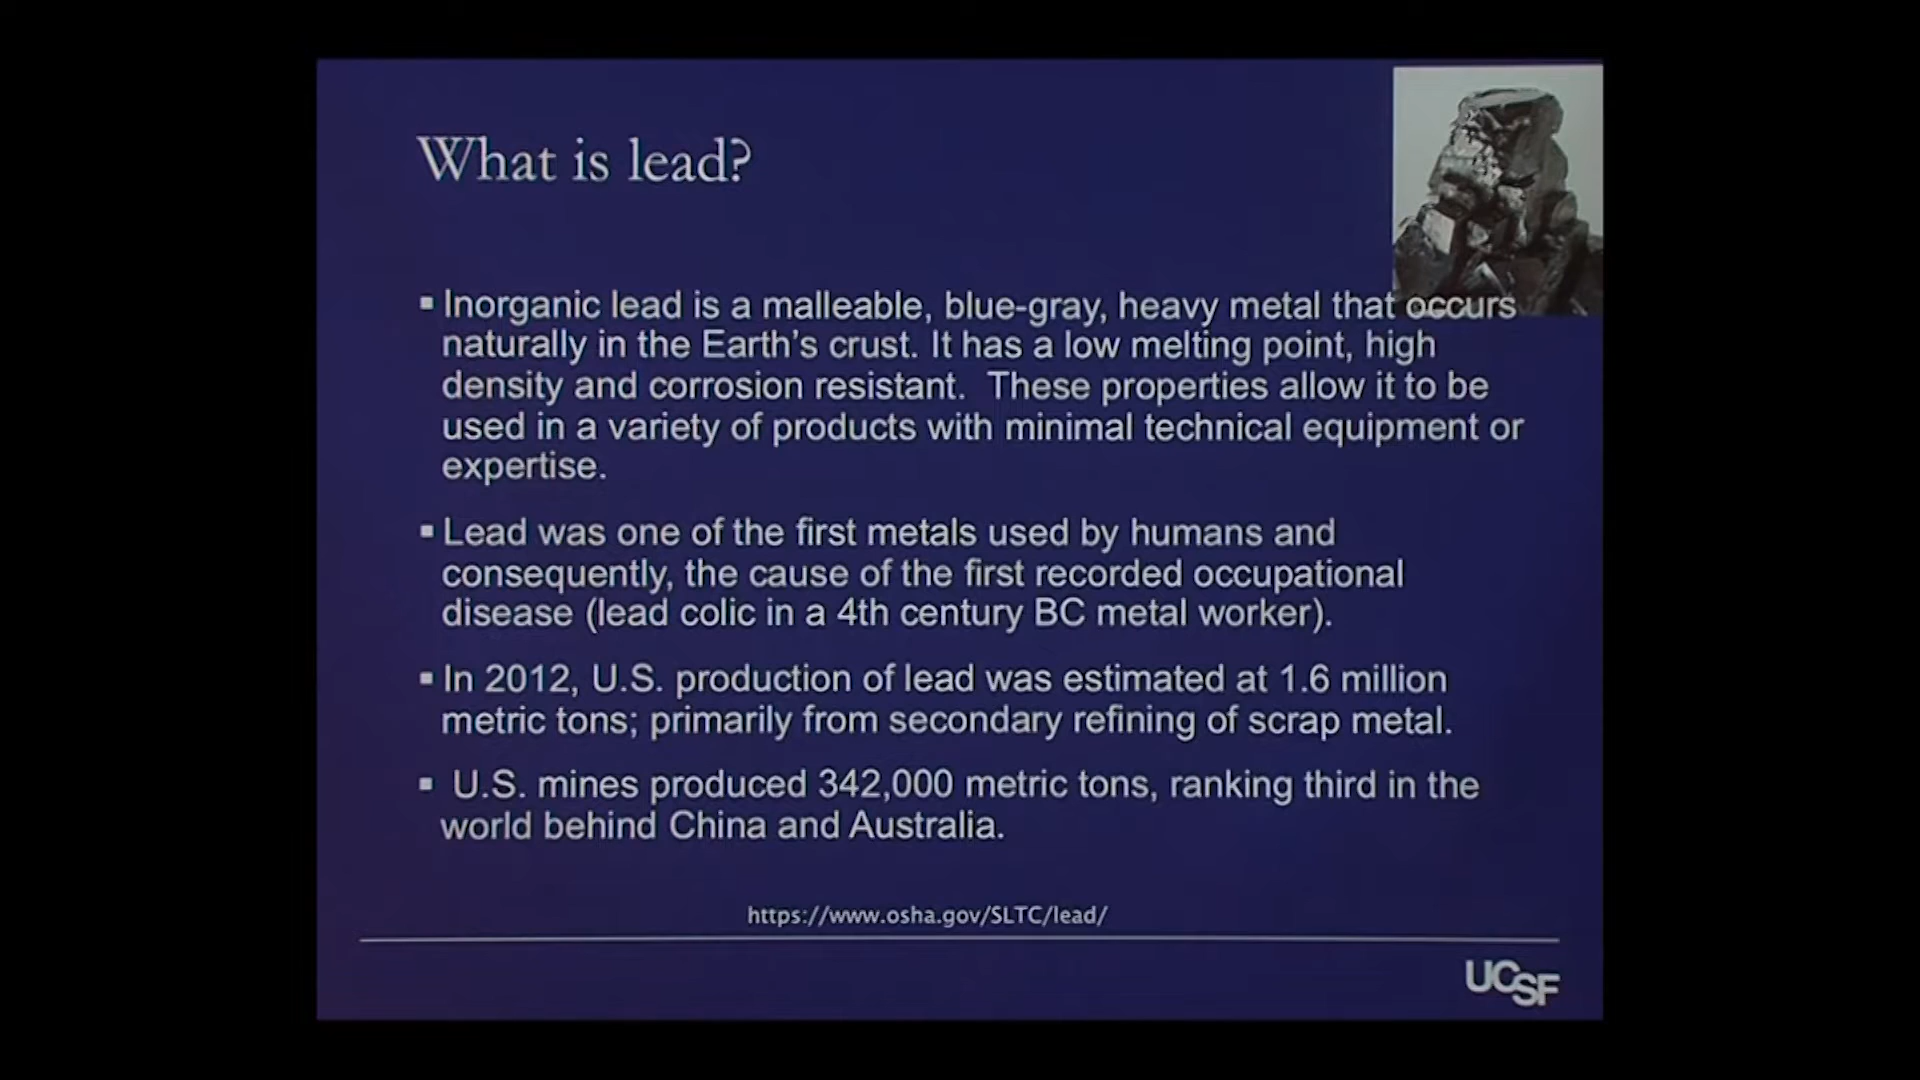 What is lead?
▪ Inorganic lead is a malleable, blue-gray, heavy metal that occurs
naturally in the Earth's crust. It has a low melting point, high
density and corrosion resistant.  These properties allow it to be
used in a variety of products with minimal technical equipment or
expertise.
▪ Lead was one of the first metals used by humans and
consequently, the cause of the first recorded occupational
disease (lead colic in a 4th century BC metal worker).
▪ In 2012, U.S. production of lead was estimated at 1.6 million
metric tons; primarily from secondary refining of scrap metal.
▪ U.S. mines produced 342,000 metric tons, ranking third in the
world behind China and Australia.
https://www.osha.gov/SLTC/lead/
UCSF